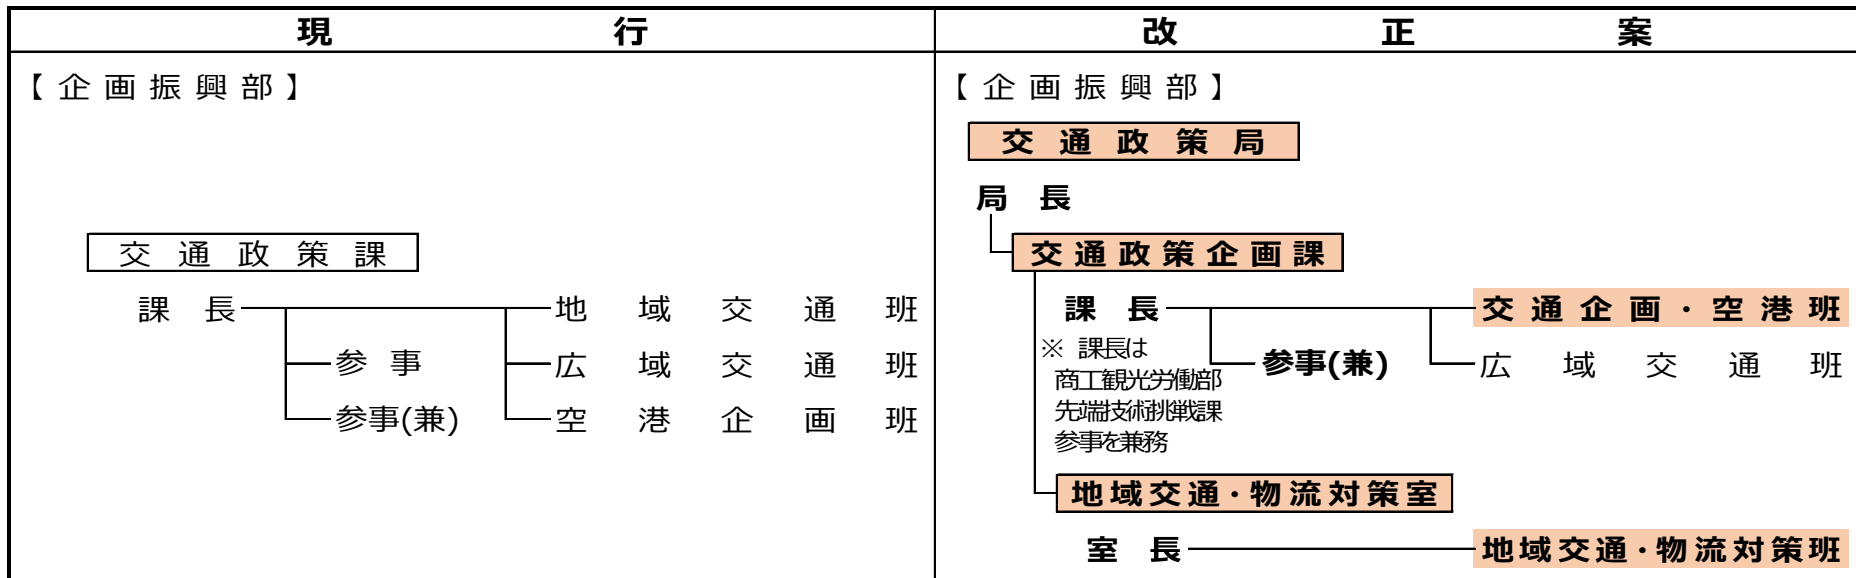 現行
【企画振興部】
交通政策課
課長 地域交通班
参事 広域交通班
参事(兼) 空港企画班
改正案
【企画振興部】
交通政策局
局長
交通政策企画課
課長 交通企画・空港班
参事(兼) 広域交通班
※ 課長は
商工観光労働部
先端技術挑戦課
参事を兼務
地域交通・物流対策室
室長 地域交通・物流対策班